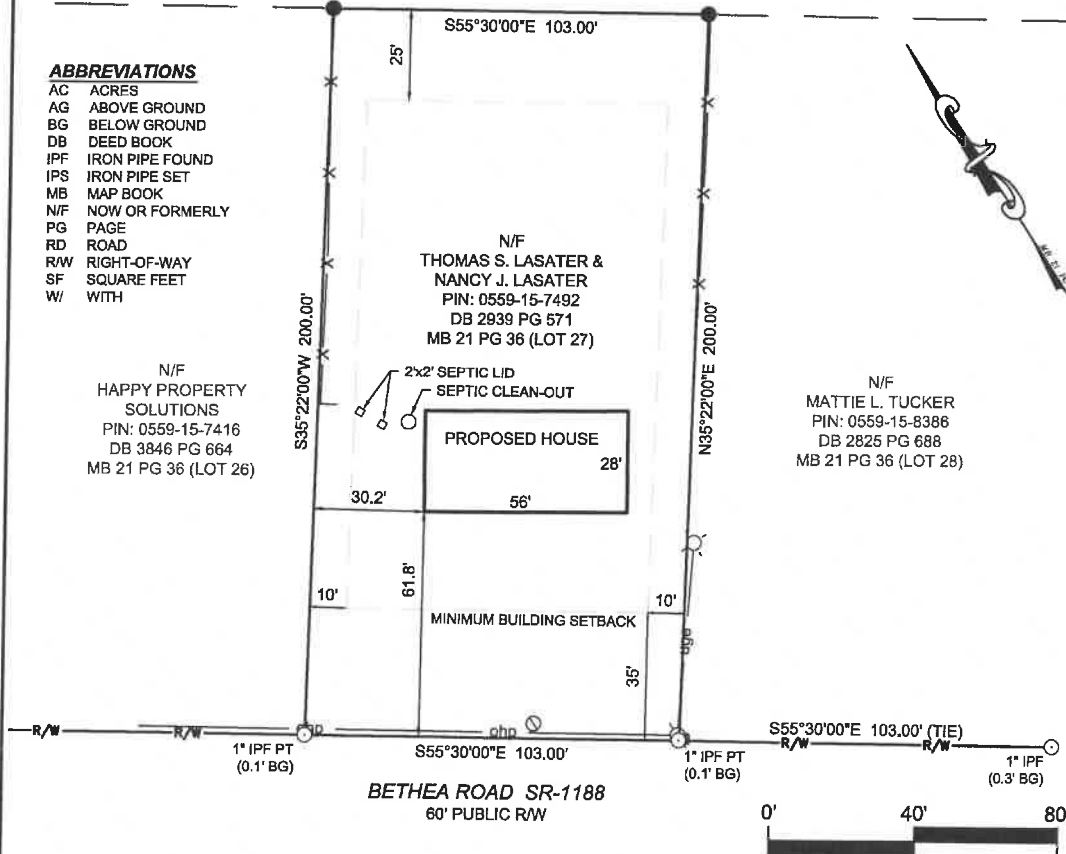 S55°30'00"E 103.00'
25'
ABBREVIATIONS
AC ACRES
AG ABOVE GROUND
BG BELOW GROUND
DB DEED BOOK
IPF IRON PIPE FOUND
IPS IRON PIPE SET
MB MAP BOOK
N/F NOW OR FORMERLY
PG PAGE
RD ROAD
R/W RIGHT-OF-WAY
SF SQUARE FEET
W/ WITH
N/F
THOMAS S. LASATER &
NANCY J. LASATER
PIN: 0559-15-7492
DB 2939 PG 571
MB 21 PG 36 (LOT 27)
S35°22'00"W 200.00'
N35°22'00"E 200.00'
N/F
HAPPY PROPERTY
SOLUTIONS
PIN: 0559-15-7416
DB 3846 PG 664
MB 21 PG 36 (LOT 26)
2'x2' SEPTIC LID
SEPTIC CLEAN-OUT
N/F
MATTIE L. TUCKER
PIN: 0559-15-8386
DB 2825 PG 688
MB 21 PG 36 (LOT 28)
PROPOSED HOUSE
28'
56'
30.2'
61.8'
10'
10'
MINIMUM BUILDING SETBACK
35'
uge
R/W
R/W
ohp
S55°30'00"E 103.00'
S55°30'00"E 103.00' (TIE)
R/W
R/W
1" IPF PT
(0.1' BG)
1" IPF PT
(0.1' BG)
1" IPF
(0.3' BG)
BETHEA ROAD SR-1188
60' PUBLIC R/W
0'
40'
80